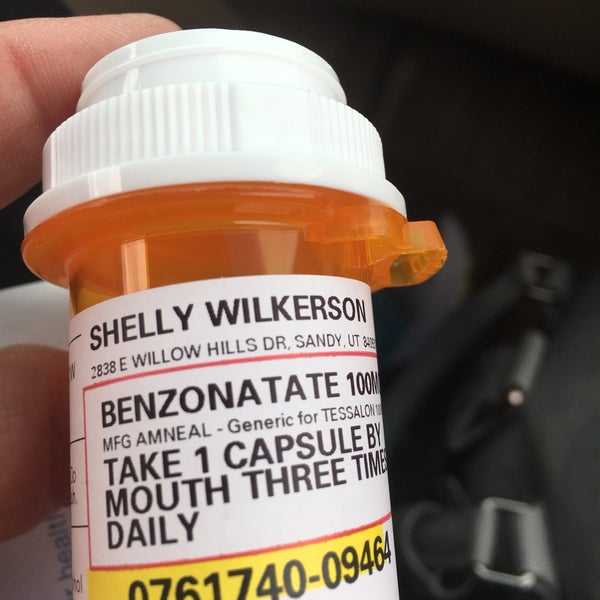 SHELLY WILKERSON
2838 E WILLOW HILLS DR, SANDY, UT
BENZONATATE 100M
MFG AMNEAL - Generic for TESSALON
TAKE 1 CAPSULE BY
MOUTH THREE TIMES
DAILY
0761740-09464